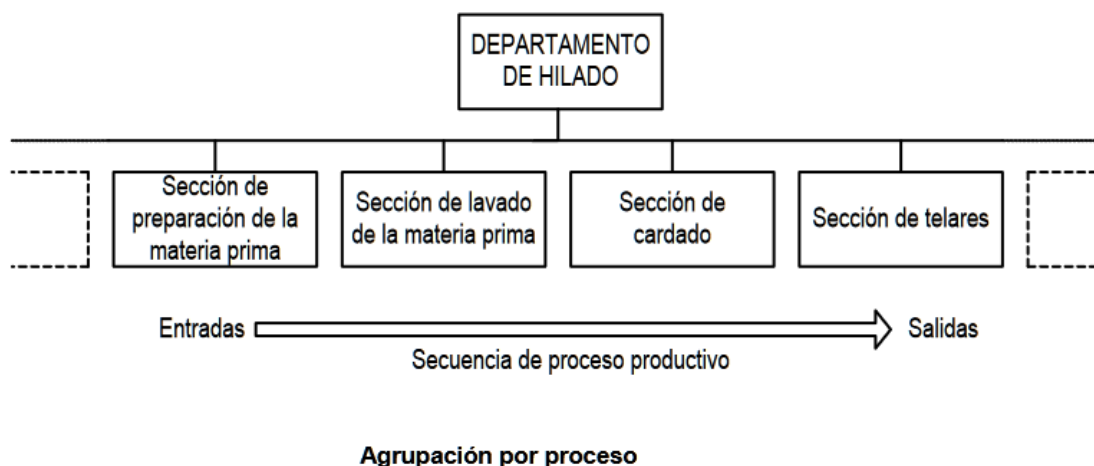 DEPARTAMENTO
DE HILADO
Sección de
preparación de la
materia prima
Sección de lavado
de la materia prima
Sección de
cardado
Sección de telares
Entradas
Salidas
Secuencia de proceso productivo
Agrupación por proceso